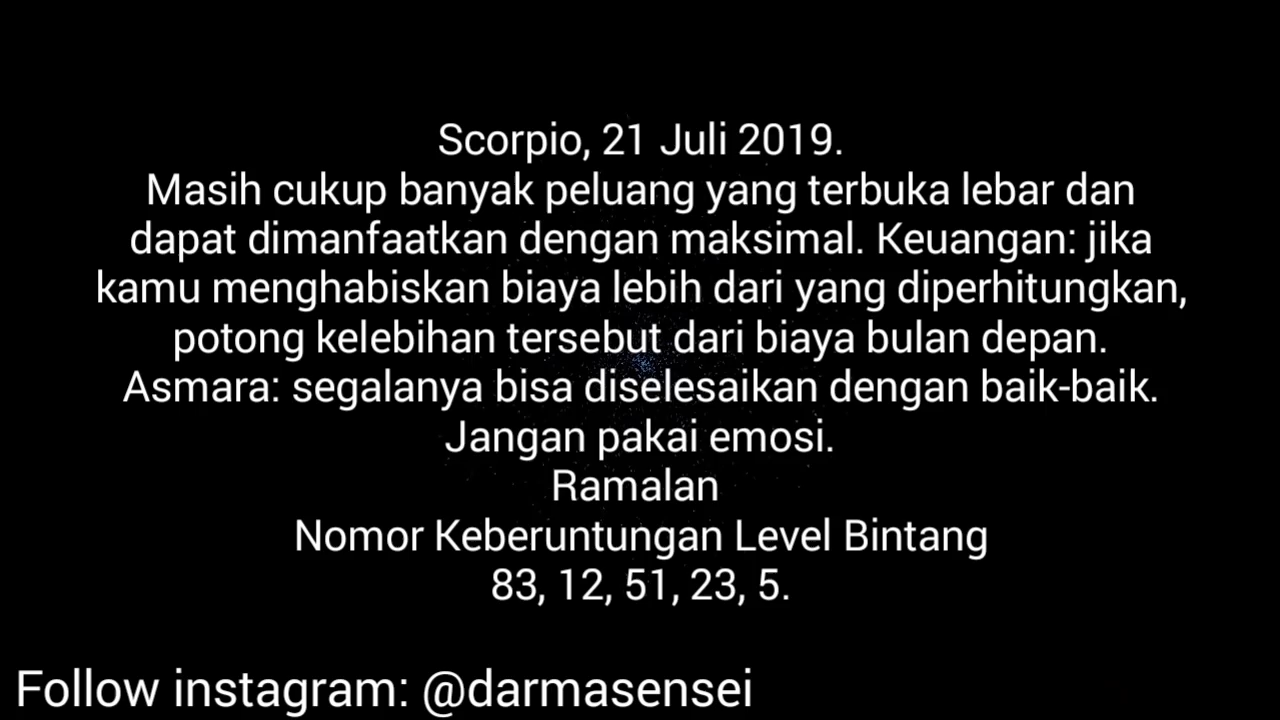 Scorpio, 21 Juli 2019.
Masih cukup banyak peluang yang terbuka lebar dan
dapat dimanfaatkan dengan maksimal. Keuangan: jika
kamu menghabiskan biaya lebih dari yang diperhitungkan,
potong kelebihan tersebut dari biaya bulan depan.
Asmara: segalanya bisa diselesaikan dengan baik-baik.
Jangan pakai emosi.
Ramalan
Nomor Keberuntungan Level Bintang
83, 12, 51, 23, 5.
Follow instagram: @darmasensei